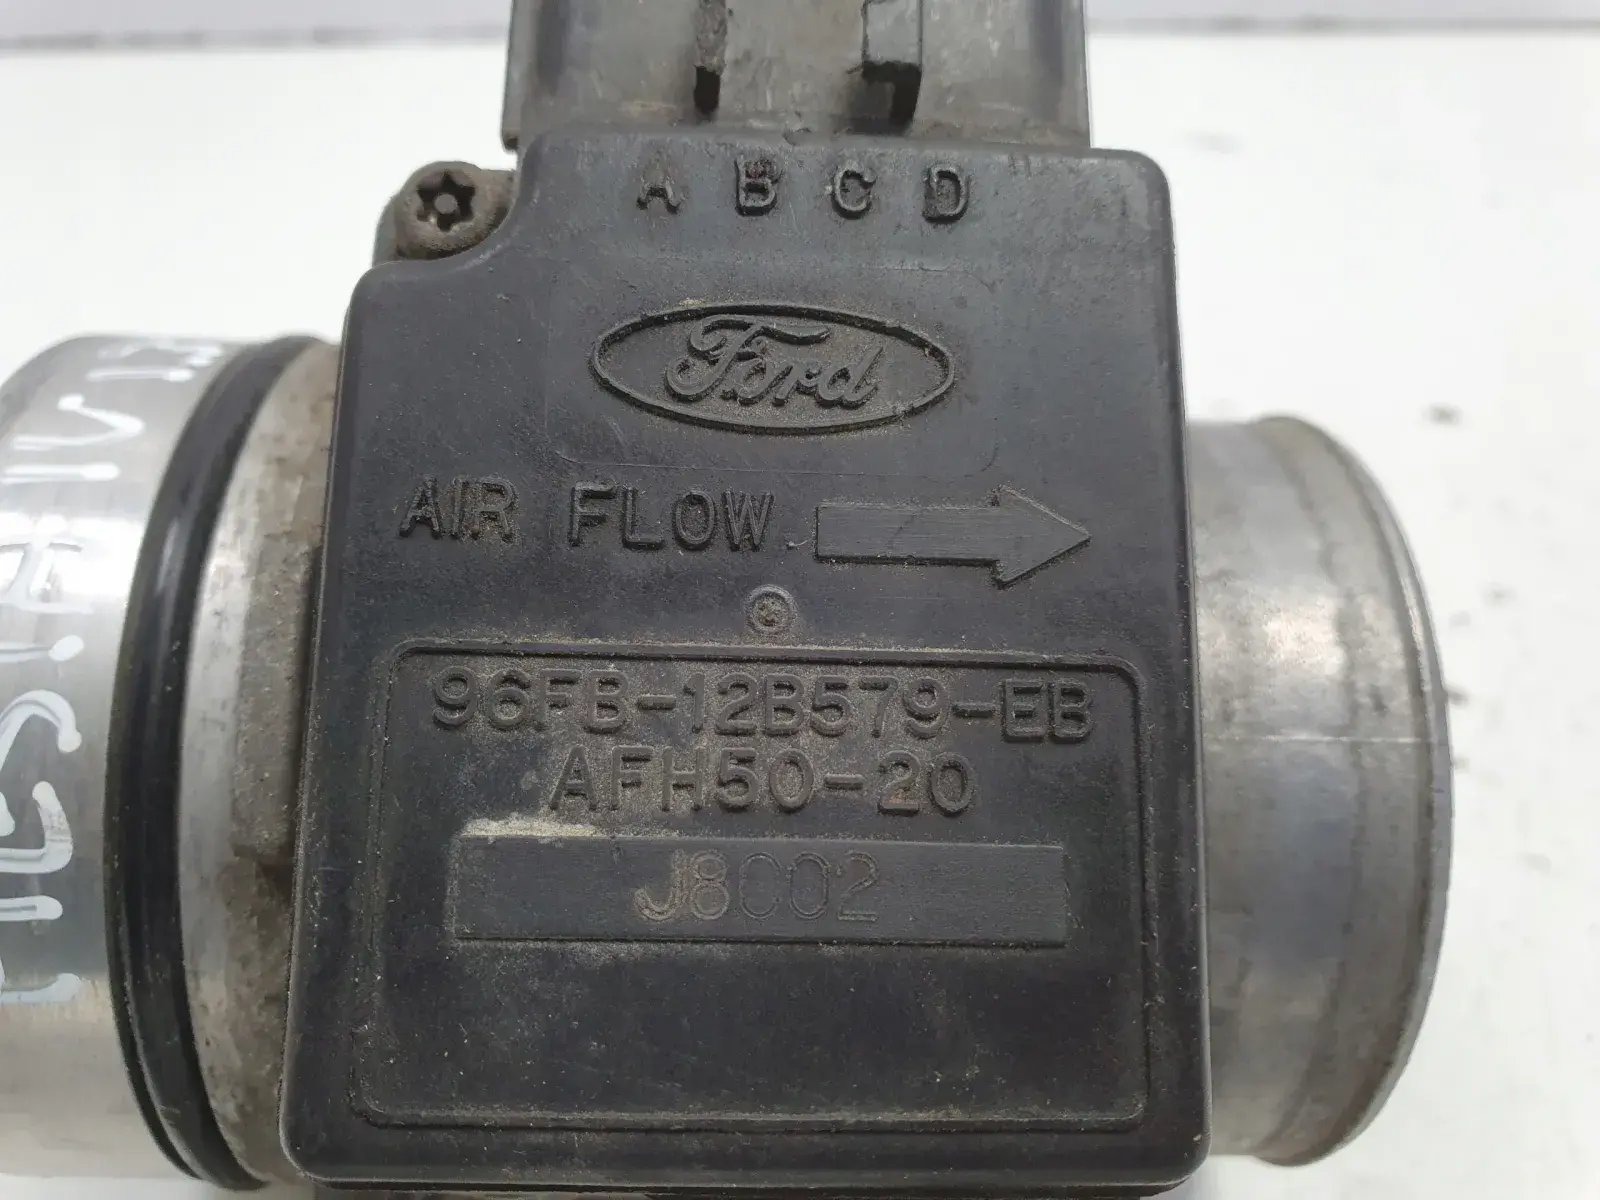 A B C D
Ford
AIR FLOW
96FB-12B579-EB
AFH50-20
J8C02